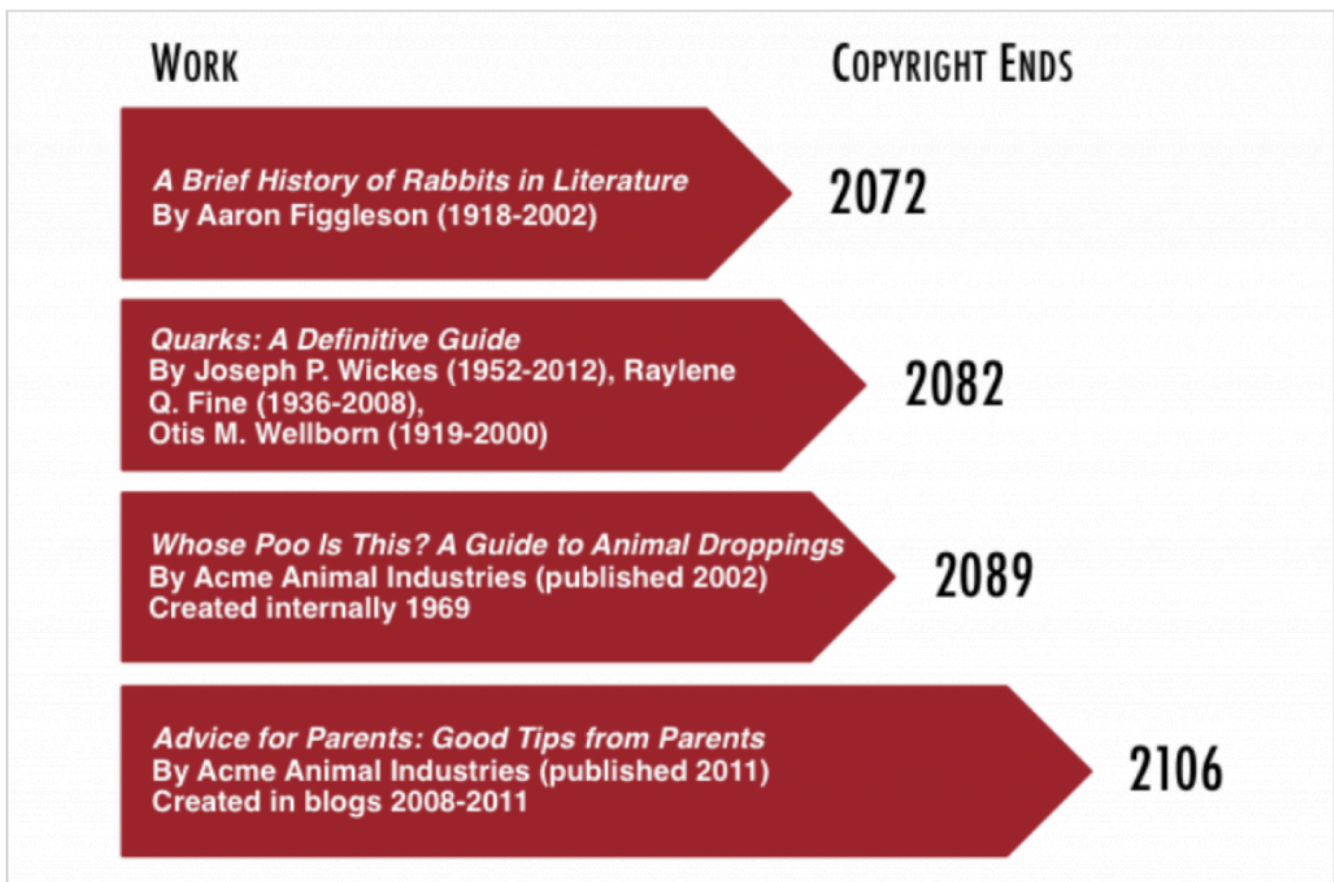 WORK
COPYRIGHT ENDS
A Brief History of Rabbits in Literature
By Aaron Figgleson (1918-2002)
2072
Quarks: A Definitive Guide
By Joseph P. Wickes (1952-2012), Raylene
Q. Fine (1936-2008),
Otis M. Wellborn (1919-2000)
2082
Whose Poo Is This? A Guide to Animal Droppings
By Acme Animal Industries (published 2002)
Created internally 1969
2089
Advice for Parents: Good Tips from Parents
By Acme Animal Industries (published 2011)
Created in blogs 2008-2011
2106